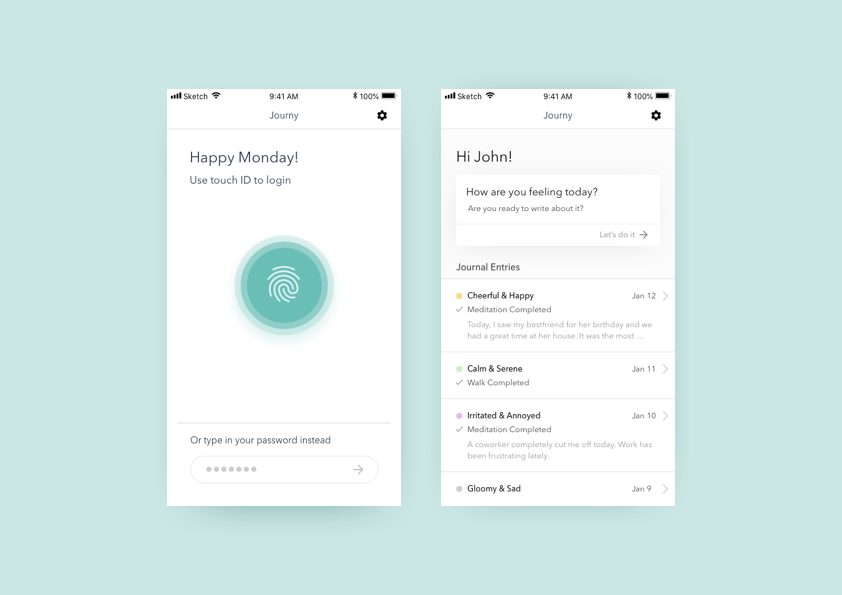 Sketch 9:41 AM 100%
Journy
Happy Monday!
Use touch ID to login
Or type in your password instead
Sketch 9:41 AM 100%
Journy
Hi John!
How are you feeling today?
Are you ready to write about it?
Let's do it
Journal Entries
Cheerful & Happy Jan 12
Meditation Completed
Today, I saw my bestfriend for her birthday and we
had a great time at her house. It was the most ...
Calm & Serene Jan 11
Walk Completed
Irritated & Annoyed Jan 10
Meditation Completed
A coworker completely cut me off today. Work has
been frustrating lately.
Gloomy & Sad Jan 9